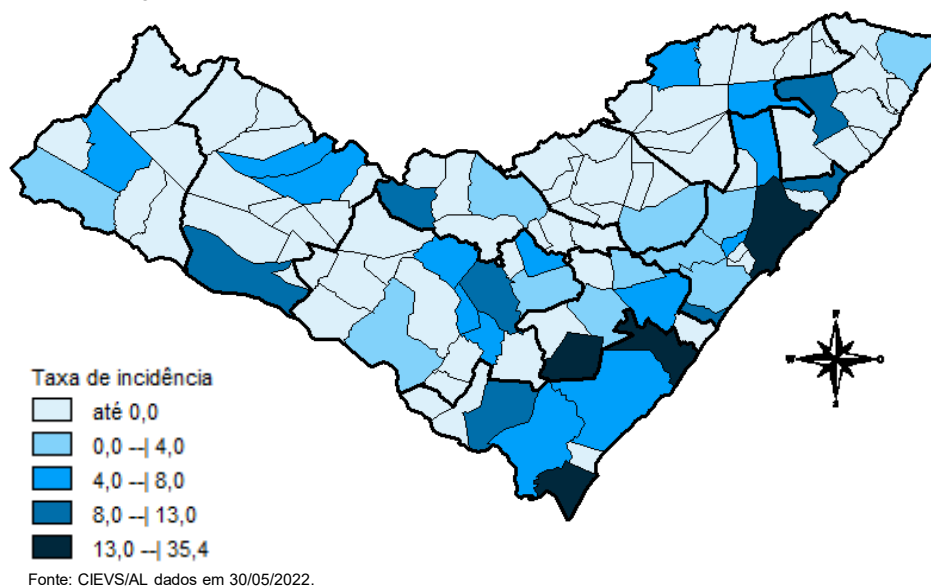 Taxa de incidência
até 0,0
0,0 --| 4,0
4,0 --| 8,0
8,0 --| 13,0
13,0 --| 35,4
Fonte: CIEVS/AL dados em 30/05/2022.